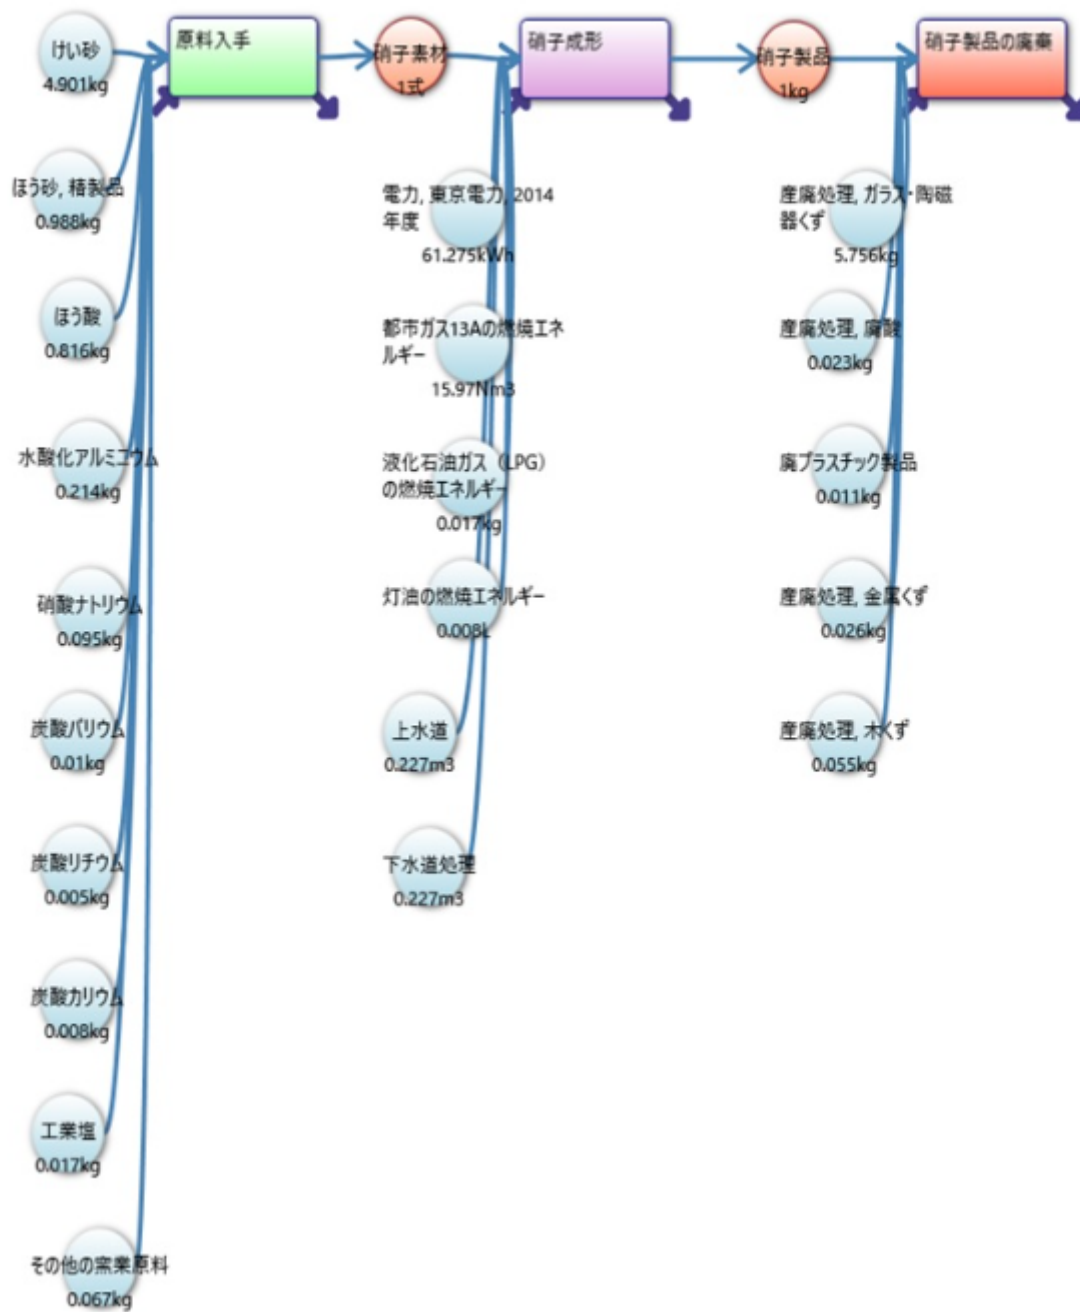 けい砂
4.901kg
ほう砂, 精製品
0.988kg
ほう酸
0.816kg
水酸化アルミニウム
0.214kg
硝酸ナトリウム
0.095kg
炭酸バリウム
0.01kg
炭酸リチウム
0.005kg
炭酸カリウム
0.008kg
工業塩
0.017kg
その他の窯業原料
0.067kg
原料入手
硝子素材
1式
電力, 東京電力, 2014
年度
61.275kWh
都市ガス13Aの燃焼エネ
ルギー
15.97Nm3
液化石油ガス（LPG）
の燃焼エネルギー
0.017kg
灯油の燃焼エネルギー
0.008L
上水道
0.227m3
下水道処理
0.227m3
硝子成形
硝子製品
1kg
産廃処理, ガラス・陶磁
器くず
5.756kg
産廃処理, 廃酸
0.023kg
廃プラスチック製品
0.011kg
産廃処理, 金属くず
0.026kg
産廃処理, 木くず
0.055kg
硝子製品の廃棄